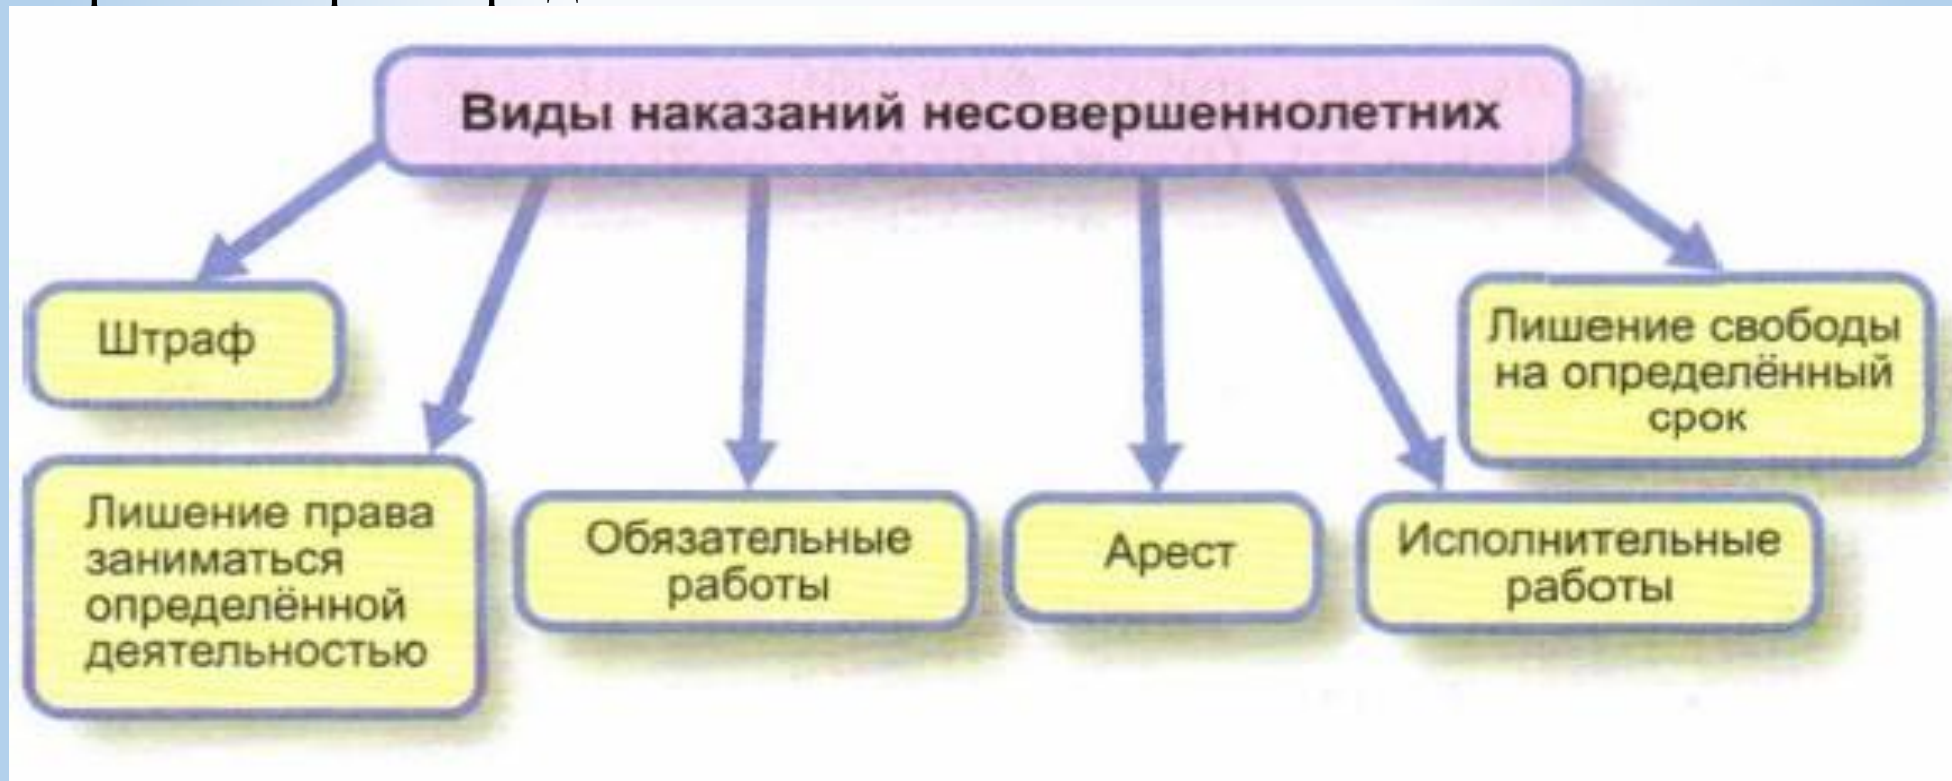 Виды наказаний несовершеннолетних
Штраф
Лишение свободы
на определённый
срок
Лишение права
заниматься
определённой
деятельностью
Обязательные
работы
Арест
Исполнительные
работы